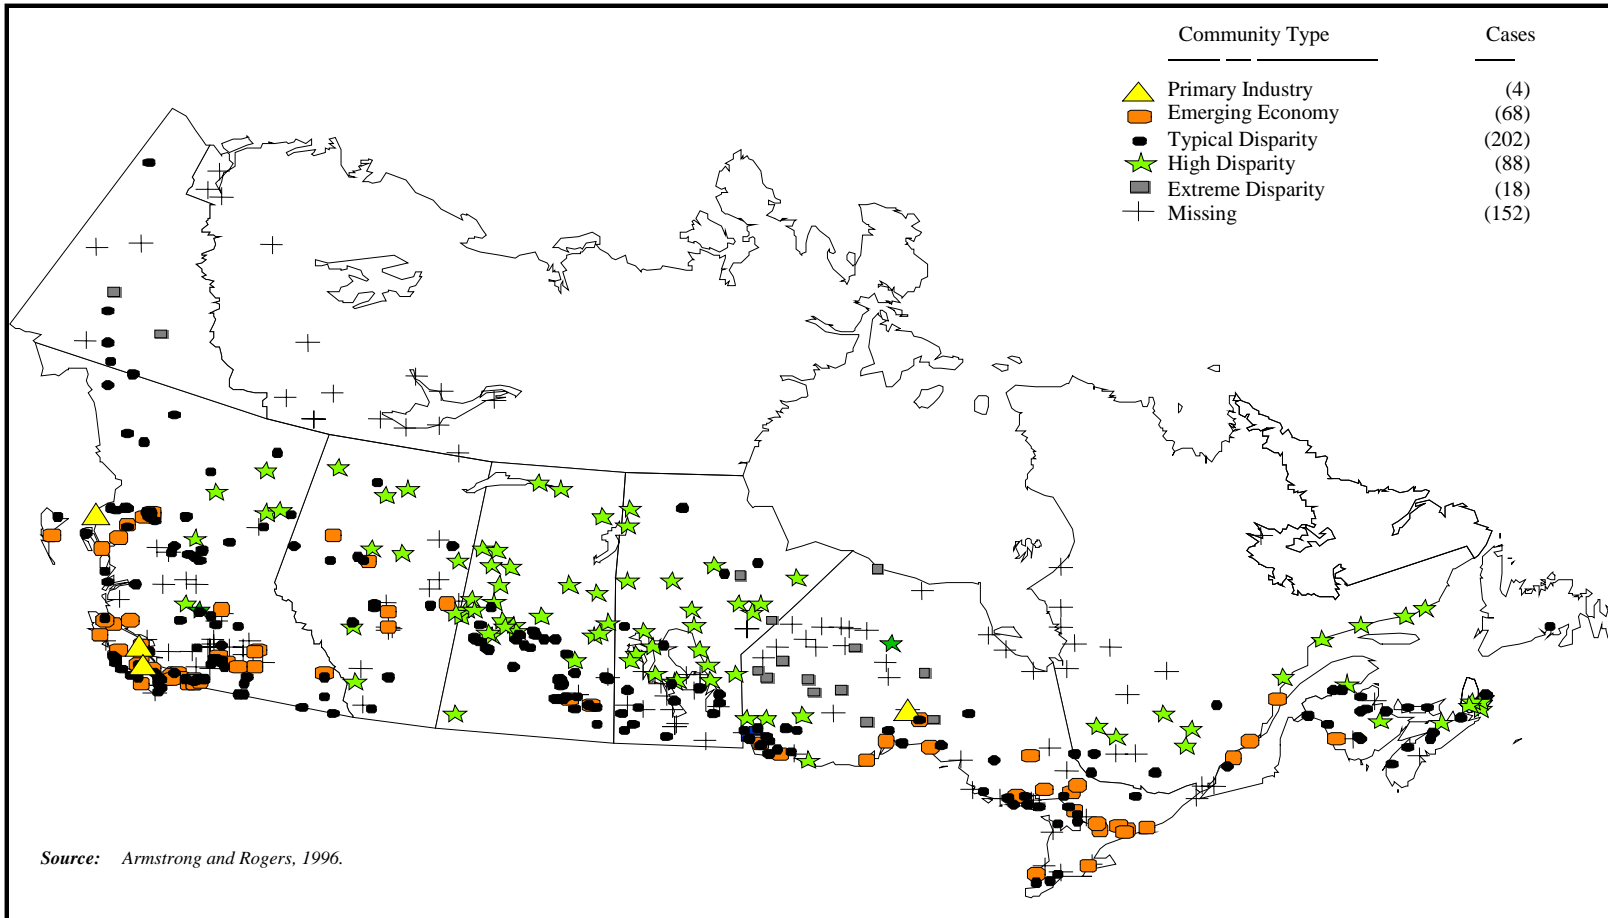 Community Type Cases
Primary Industry (4)
Emerging Economy (68)
Typical Disparity (202)
High Disparity (88)
Extreme Disparity (18)
Missing (152)
Source: Armstrong and Rogers, 1996.